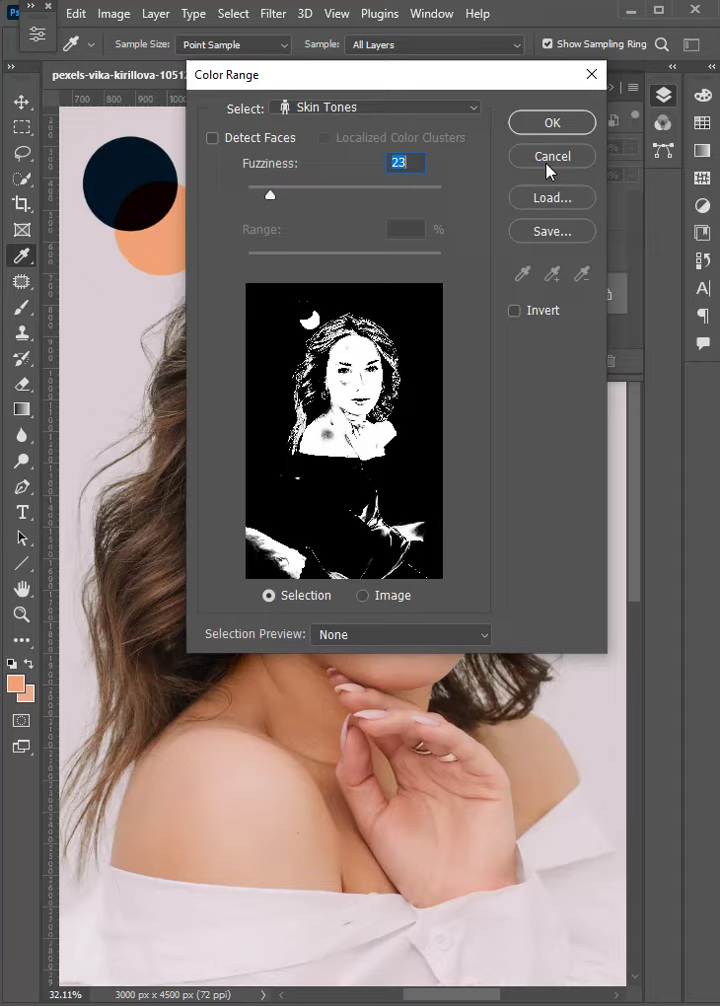 Ps
Edit Image Layer Type Select Filter 3D View Plugins Window Help
Sample Size: Point Sample Sample: All Layers Show Sampling Ring
pexels-vika-kirillova-10512
700 800 900 1000
Color Range
Select: Skin Tones
Detect Faces Localized Color Clusters
Fuzziness: 23
Range: %
OK
Cancel
Load...
Save...
Invert
Selection Image
Selection Preview: None
32.11% 3000 px x 4500 px (72 ppi)